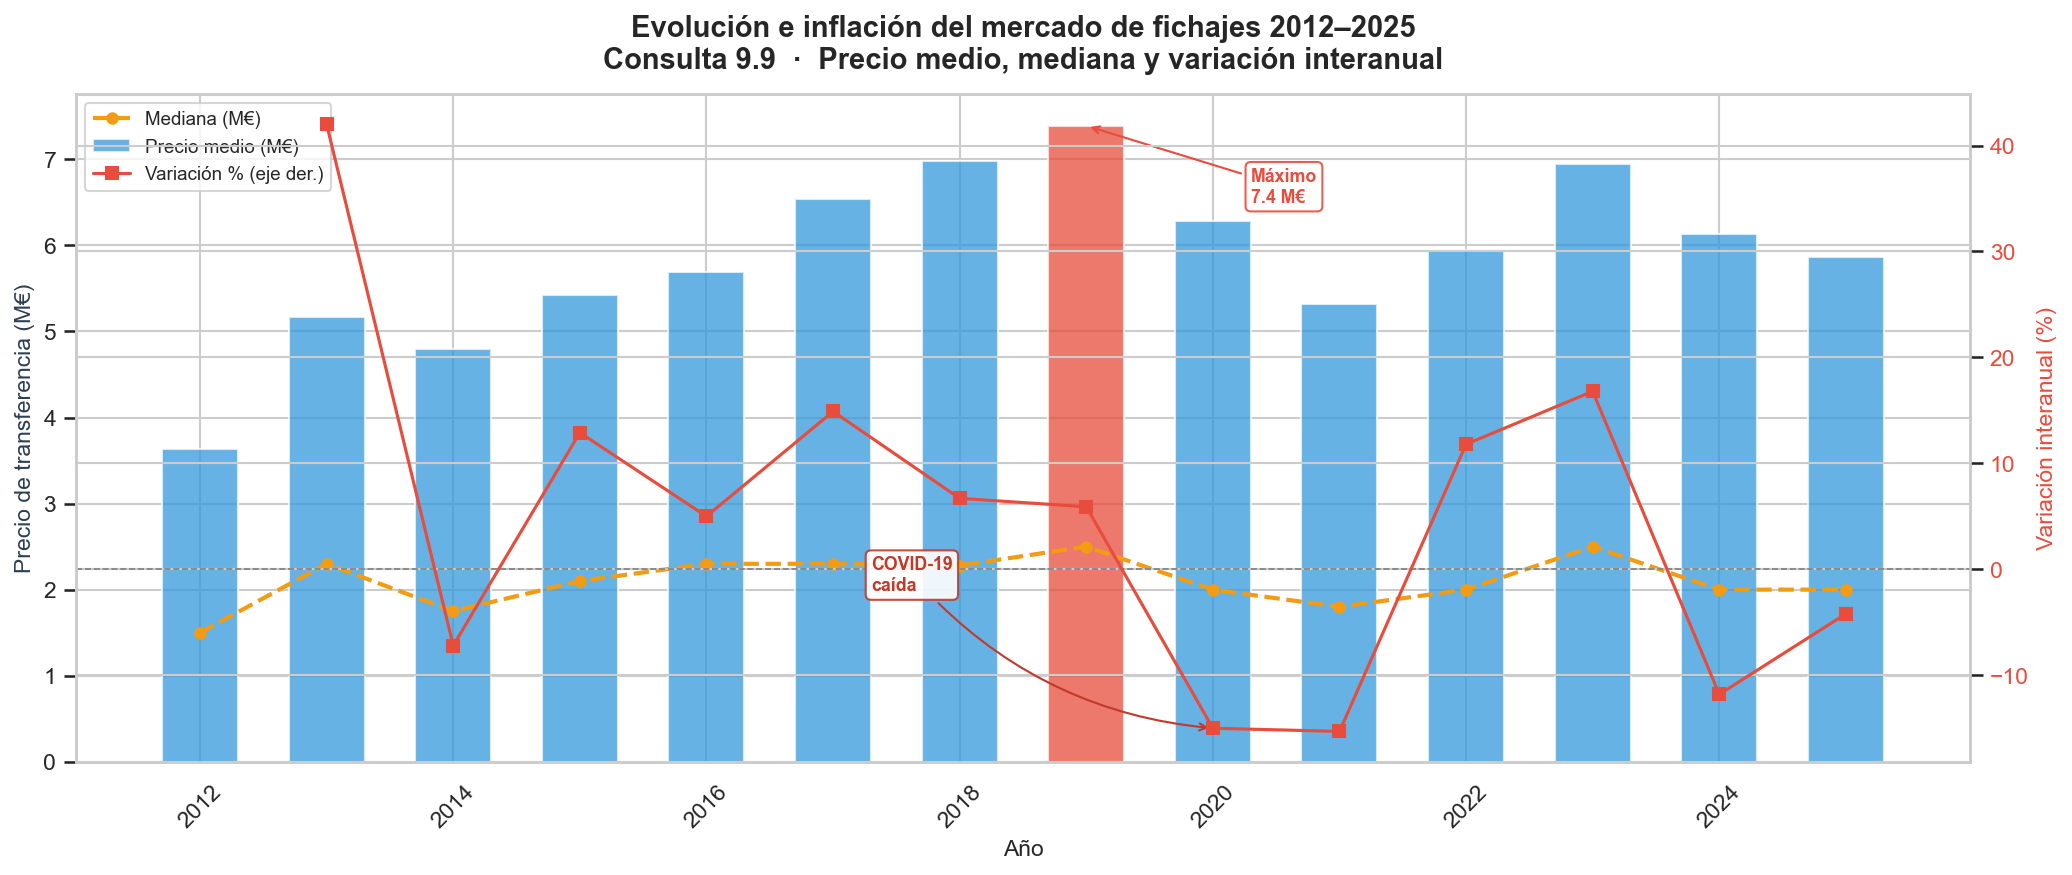 Evolución e inflación del mercado de fichajes 2012–2025
Consulta 9.9 · Precio medio, mediana y variación interanual
Mediana (M€)
Precio medio (M€)
Variación % (eje der.)
Máximo
7.4 M€
COVID-19
caída
Precio de transferencia (M€)
7
6
5
4
3
2
1
0
Variación interanual (%)
40
30
20
10
0
−10
2012
2014
2016
2018
2020
2022
2024
Año